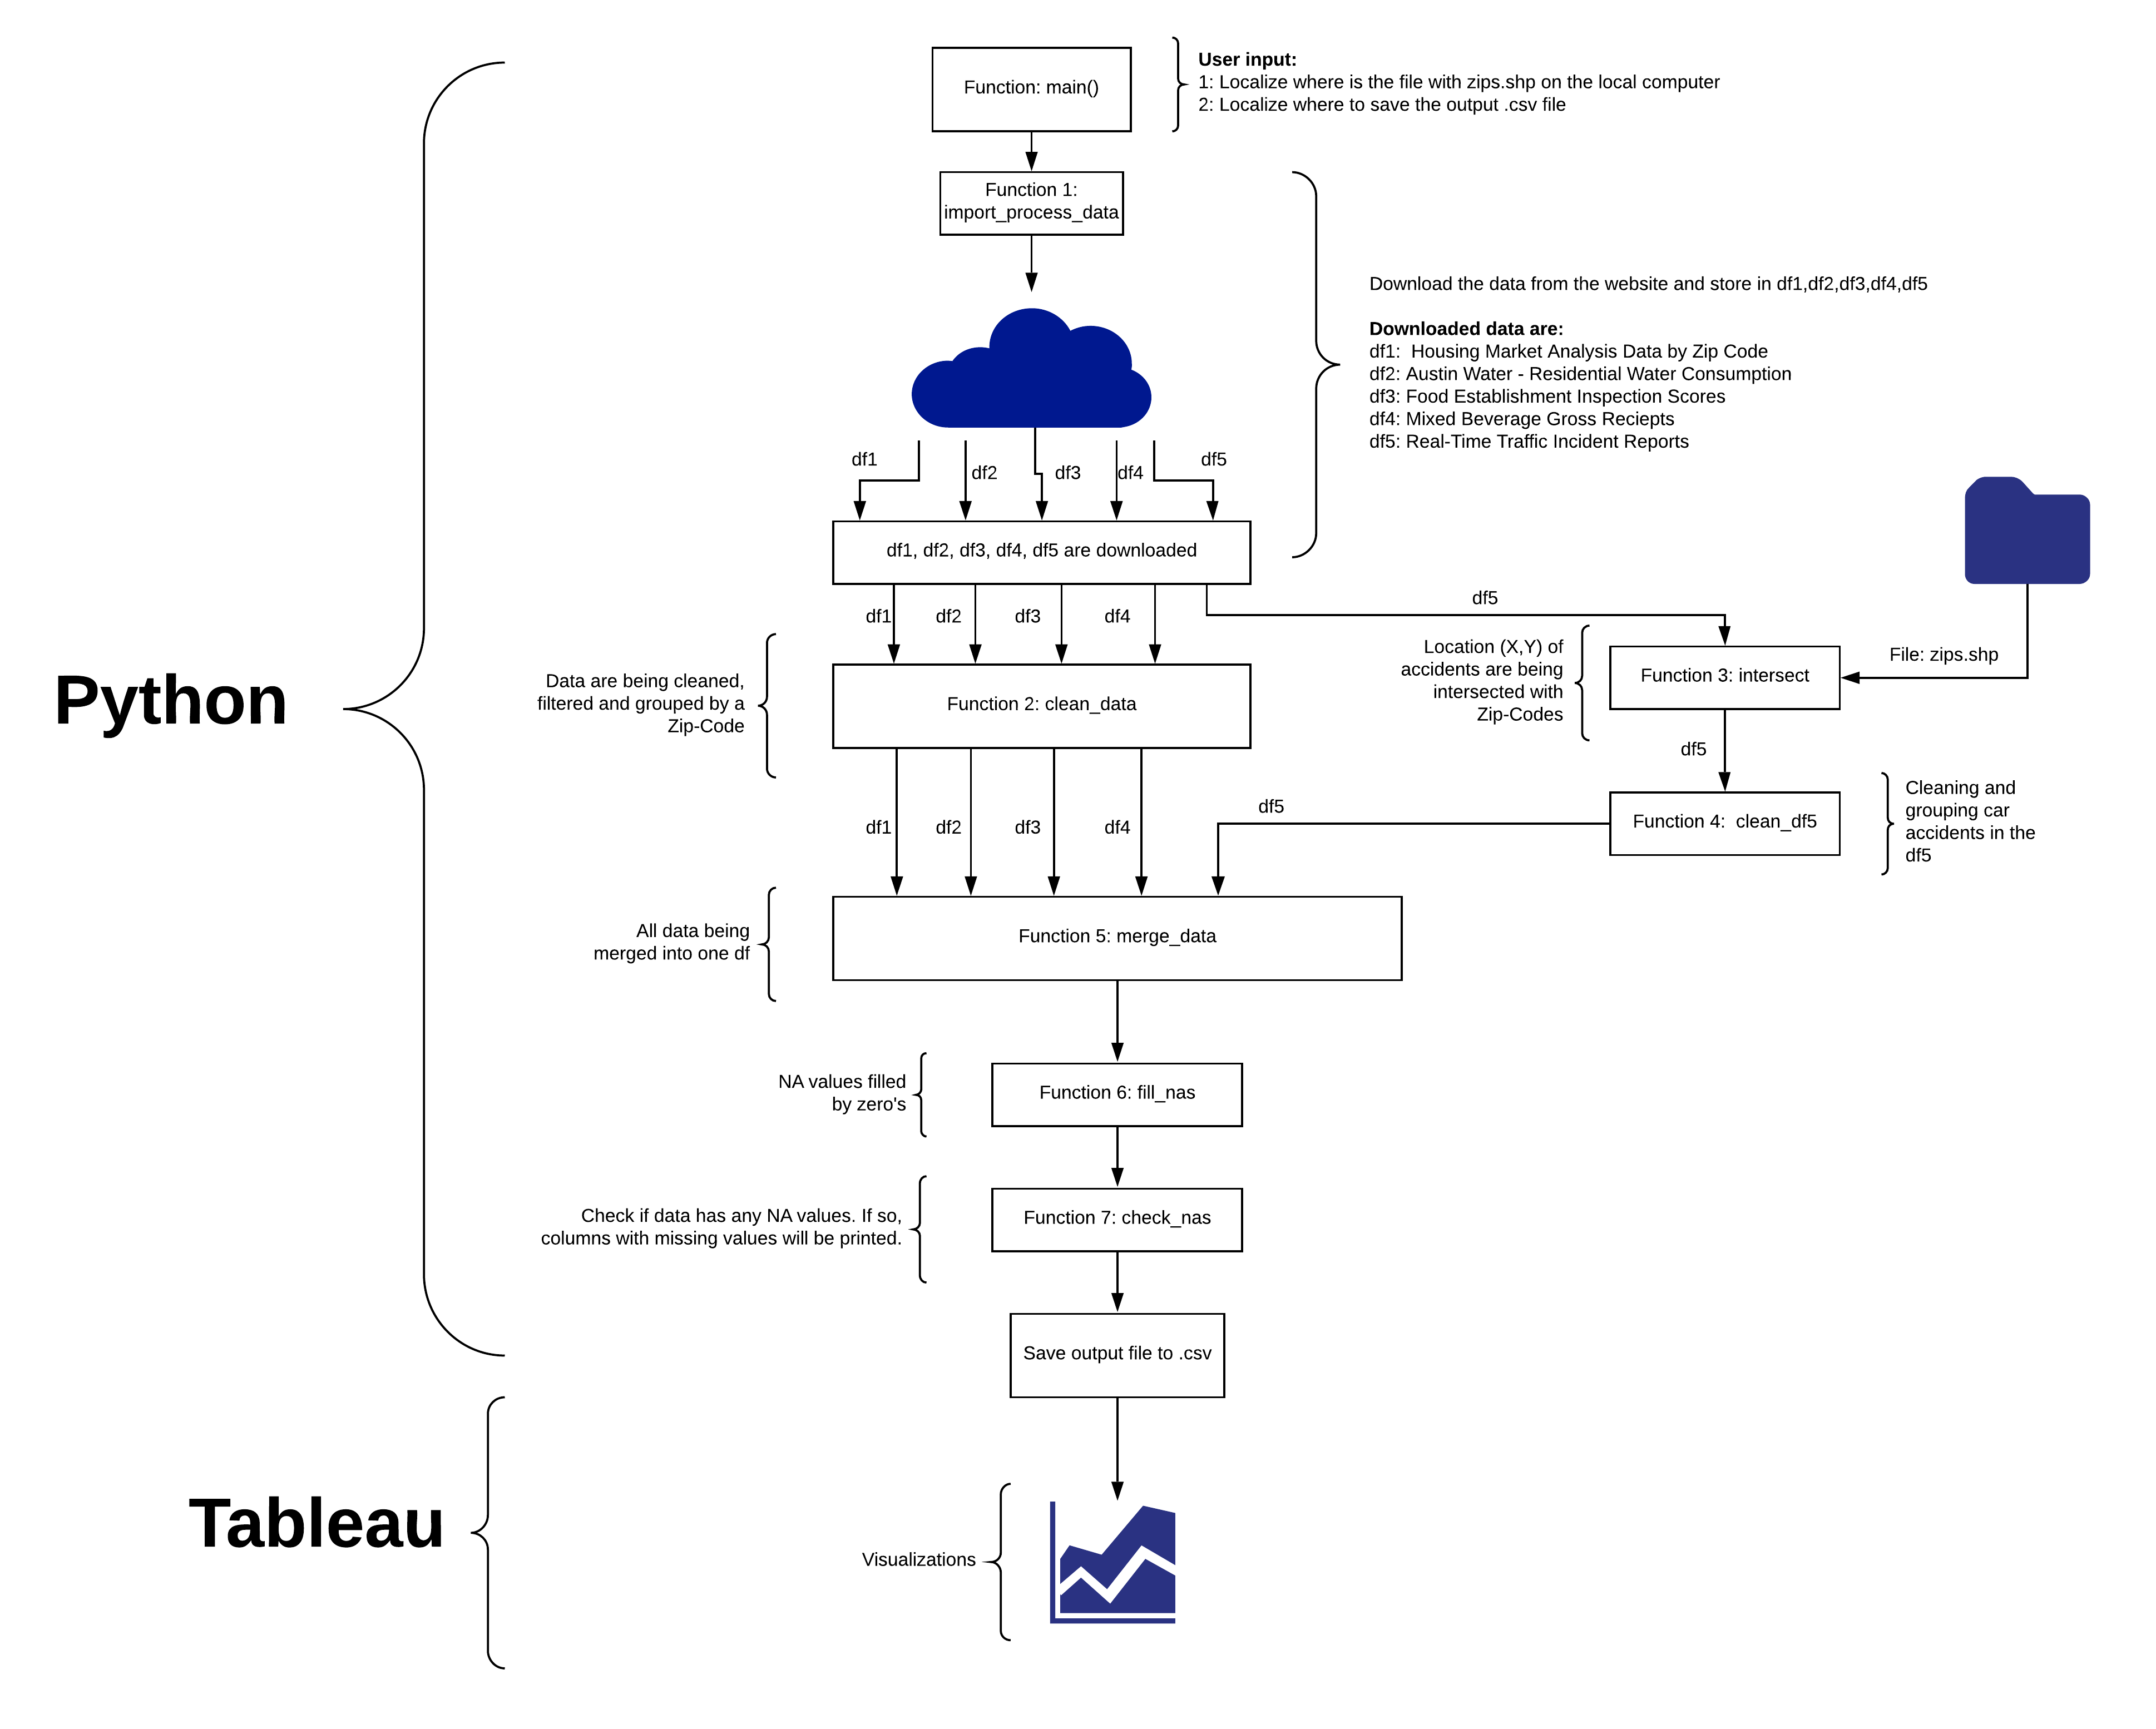 Function: main()
User input:
1: Localize where is the file with zips.shp on the local computer
2: Localize where to save the output .csv file
Function 1:
import_process_data
Download the data from the website and store in df1,df2,df3,df4,df5
Downloaded data are:
df1:  Housing Market Analysis Data by Zip Code
df2: Austin Water - Residential Water Consumption
df3: Food Establishment Inspection Scores
df4: Mixed Beverage Gross Reciepts
df5: Real-Time Traffic Incident Reports
df1
df2
df3
df4
df5
df1, df2, df3, df4, df5 are downloaded
df1
df2
df3
df4
df5
File: zips.shp
Location (X,Y) of
accidents are being
intersected with
Zip-Codes
Function 3: intersect
Python
Data are being cleaned,
filtered and grouped by a
Zip-Code
Function 2: clean_data
df5
Function 4:  clean_df5
Cleaning and
grouping car
accidents in the
df5
df1
df2
df3
df4
df5
All data being
merged into one df
Function 5: merge_data
NA values filled
by zero's
Function 6: fill_nas
Check if data has any NA values. If so,
columns with missing values will be printed.
Function 7: check_nas
Save output file to .csv
Tableau
Visualizations